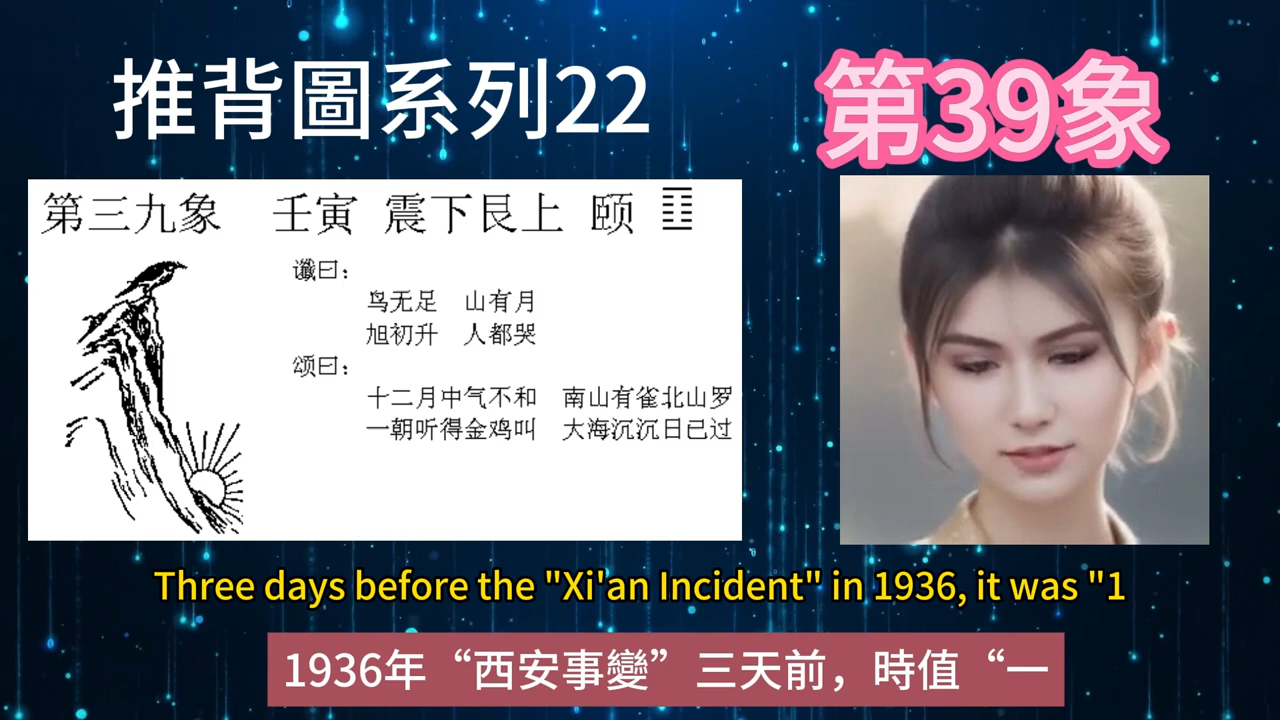 推背圖系列22
第39象
第三九象 壬寅 震下艮上 颐 ䷚
谶曰：
鸟无足 山有月
旭初升 人都哭
颂曰：
十二月中气不和 南山有雀北山罗
一朝听得金鸡叫 大海沉沉日己过
Three days before the "Xi'an Incident" in 1936, it was "1
1936年“西安事變”三天前，時值“一